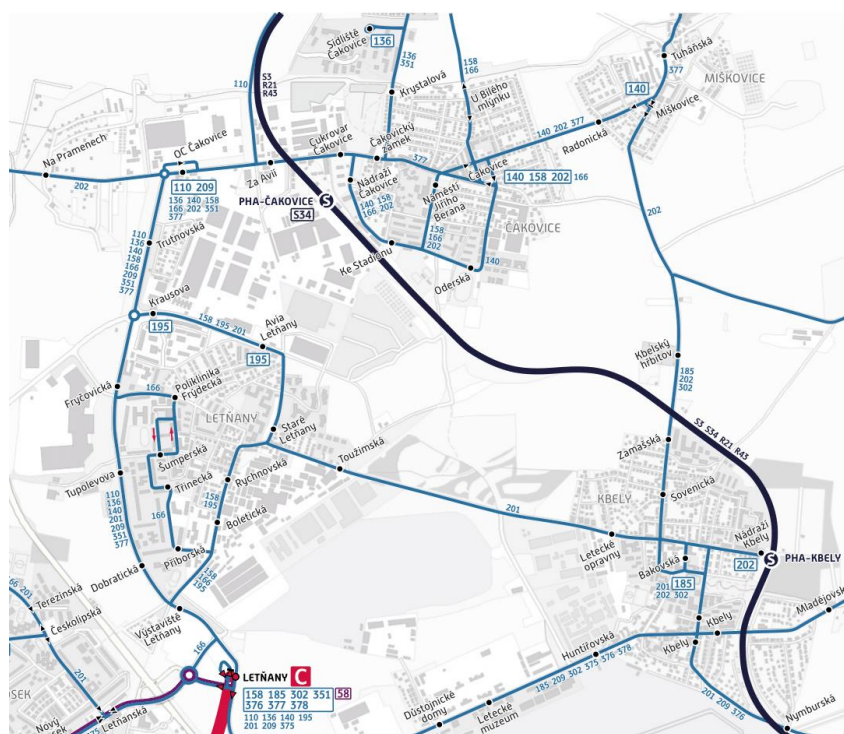 Sídliště
Čakovice
136
136
351
158
166
Tuháňská
377
MIŠKOVICE
140
Miškovice
110
S3
R21
R43
Krystalová
U Bílého
mlýnku
140 202 377
Radonická
Na Pramenech
202
OC Čakovice
110 209
136 140 158
166 202 351
377
Za Avií
Cukrovar
Čakovice
Čakovický
zámek
377
Čakovice
140 158 202
166
Nádraží
Čakovice
140 158
166 202
Náměstí
Jiřího
Berana
PHA-ČAKOVICE
S
S34
158
166
202
ČAKOVICE
202
Trutnovská
110
136
140
158
166
209
351
377
Ke Stadionu
Oderská
140
Krausova
195
158 195 201
Avia
Letňany
195
Kbelský
hřbitov
185
202
302
Fryčovická
166
Poliklinika
Frýdecká
LETŇANY
Staré
Letňany
S3 S34 R21 R43
Šumperská
Tupolevova
Třinecká
Rychnovská
Toužimská
Zamašská
Sovenická
110
136
140
201
209
351
377
166
158
195
Boletická
201
KBELY
Nádraží
Kbely
Letecké
opravny
202
S
PHA-KBELY
Příborská
158
166
195
Dobratická
Bakovská
201
202 302
185
166 201
Terezínská
Českolipská
Výstaviště
Letňany
166
Mladějovská
Kbely
Kbely
Huntířovská
185 209 302 375 376 378
201
LETŇANY
C
158 185 302 351
376 377 378
58
110 136 140 195
201 209 375
Nový
Letňanská
375
Důstojnické
domy
Letecké
muzeum
201 209 376
Nymburská